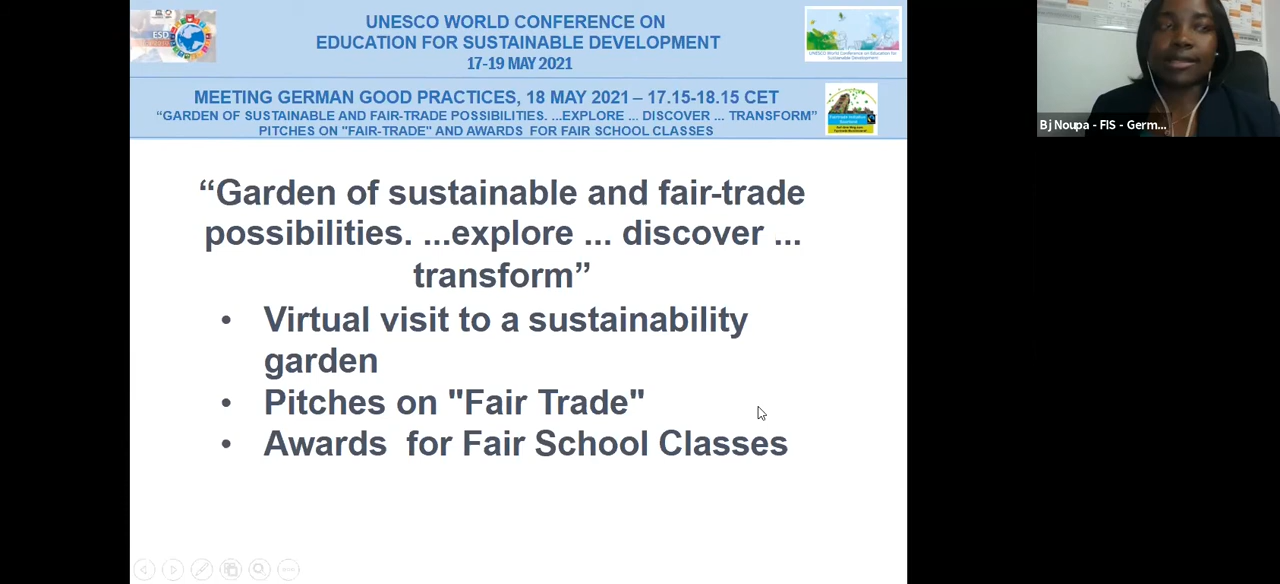 UNESCO WORLD CONFERENCE ON
EDUCATION FOR SUSTAINABLE DEVELOPMENT
17-19 MAY 2021
ESD
MEETING GERMAN GOOD PRACTICES, 18 MAY 2021 – 17.15-18.15 CET
“GARDEN OF SUSTAINABLE AND FAIR-TRADE POSSIBILITIES. ...EXPLORE ... DISCOVER ... TRANSFORM”
PITCHES ON "FAIR-TRADE" AND AWARDS FOR FAIR SCHOOL CLASSES
Bj Noupa - FIS - Germ...
“Garden of sustainable and fair-trade
possibilities. ...explore ... discover ...
transform”
• Virtual visit to a sustainability
garden
• Pitches on "Fair Trade"
• Awards  for Fair School Classes